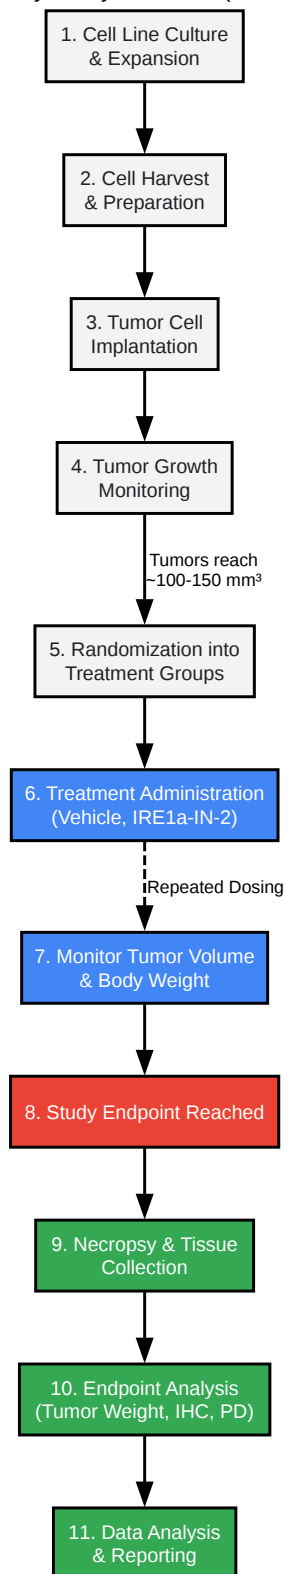 1. Cell Line Culture
& Expansion
2. Cell Harvest
& Preparation
3. Tumor Cell
Implantation
4. Tumor Growth
Monitoring
Tumors reach
~100-150 mm³
5. Randomization into
Treatment Groups
6. Treatment Administration
(Vehicle, IRE1a-IN-2)
Repeated Dosing
7. Monitor Tumor Volume
& Body Weight
8. Study Endpoint Reached
9. Necropsy & Tissue
Collection
10. Endpoint Analysis
(Tumor Weight, IHC, PD)
11. Data Analysis
& Reporting